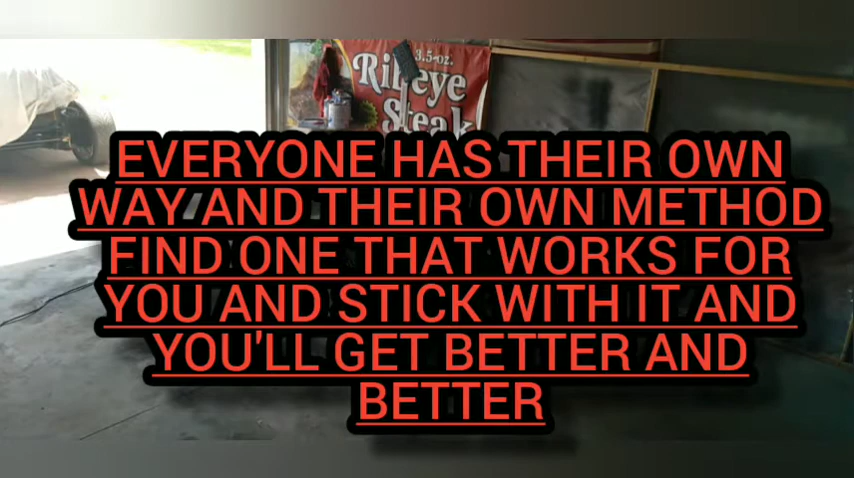 3.5-oz.
Ribeye
Steak
EVERYONE HAS THEIR OWN
WAY AND THEIR OWN METHOD
FIND ONE THAT WORKS FOR
YOU AND STICK WITH IT AND
YOU'LL GET BETTER AND
BETTER